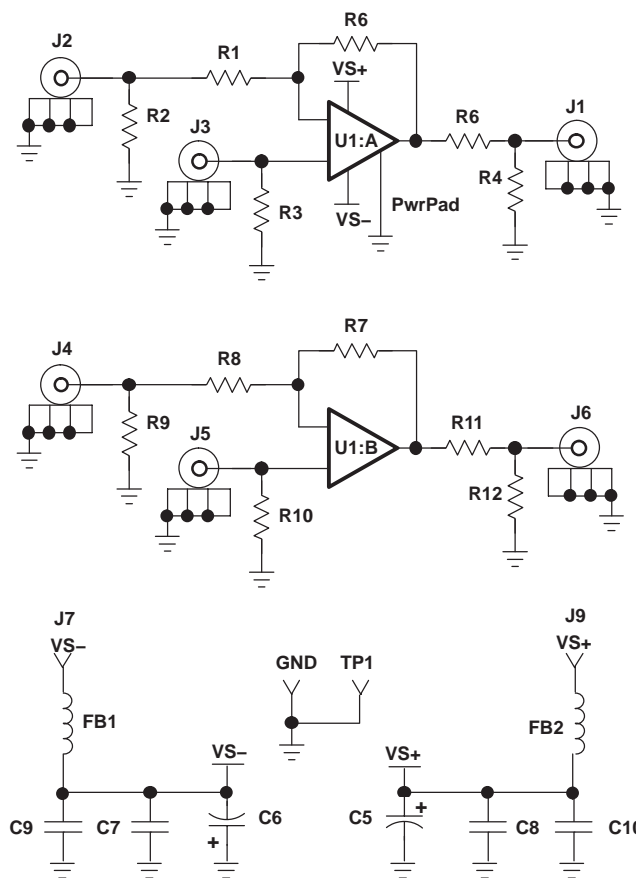 R6
J2
R1
VS+
J1
R2
J3
U1:A
R6
R3
VS−
PwrPad
R4
R7
J4
R8
R9
J5
U1:B
R11
J6
R10
R12
J7
VS−
GND
TP1
J9
VS+
FB1
FB2
VS−
VS+
C9
C7
C6
+
C5
+
C8
C10